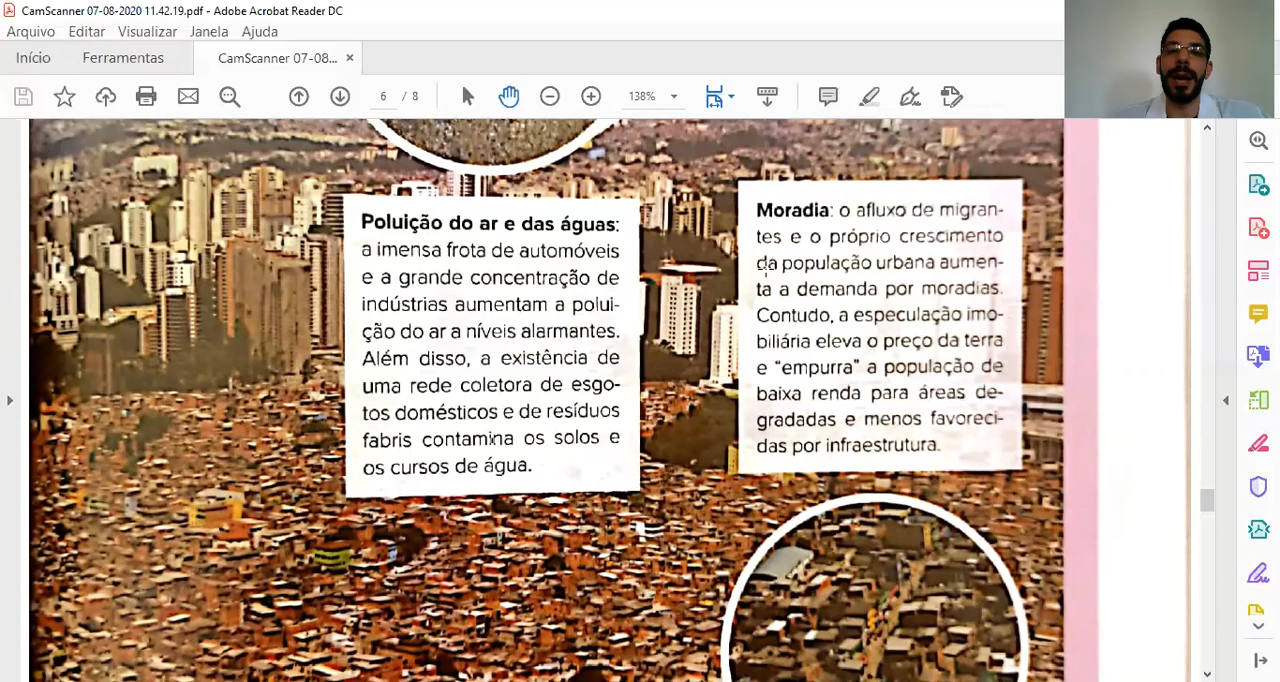 CamScanner 07-08-2020 11.42.19.pdf - Adobe Acrobat Reader DC
Arquivo Editar Visualizar Janela Ajuda
Início Ferramentas CamScanner 07-08... ×
6 / 8 138%
Poluição do ar e das águas:
a imensa frota de automóveis
e a grande concentração de
indústrias aumentam a polui-
ção do ar a níveis alarmantes.
Além disso, a existência de
uma rede coletora de esgo-
tos domésticos e de resíduos
fabris contamina os solos e
os cursos de água.
Moradia: o afluxo de migran-
tes e o próprio crescimento
da população urbana aumen-
ta a demanda por moradias.
Contudo, a especulação imo-
biliária eleva o preço da terra
e “empurra” a população de
baixa renda para áreas de-
gradadas e menos favoreci-
das por infraestrutura.